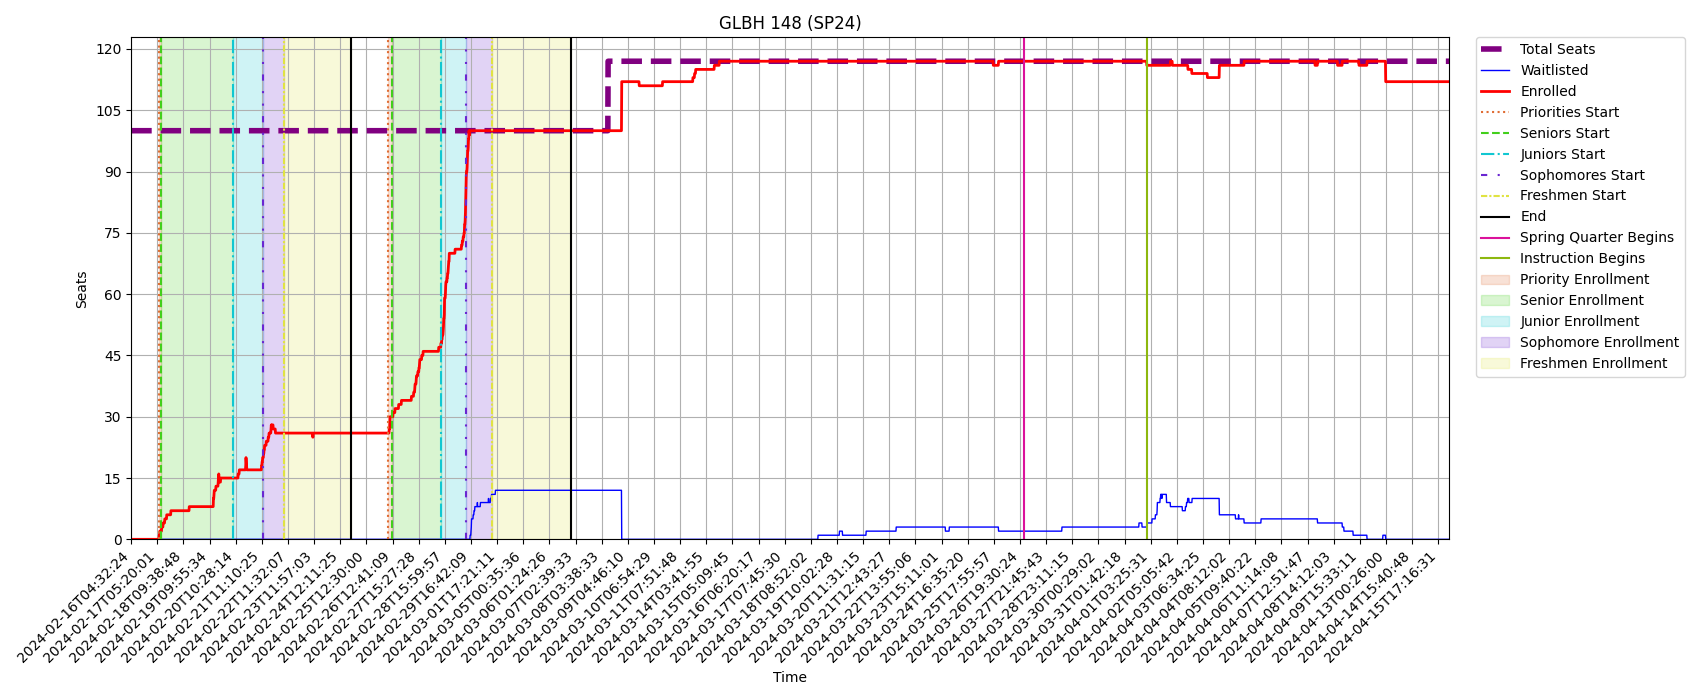 GLBH 148 (SP24)
120
105
90
75
60
45
30
15
0
Seats
2024-02-16T04:32:24
2024-02-17T05:20:01
2024-02-18T09:38:48
2024-02-19T09:55:34
2024-02-20T10:28:14
2024-02-21T11:10:25
2024-02-22T11:32:07
2024-02-23T11:57:03
2024-02-24T12:11:25
2024-02-25T12:30:00
2024-02-26T12:41:09
2024-02-27T15:27:28
2024-02-28T15:59:57
2024-02-29T16:42:09
2024-03-01T17:21:11
2024-03-05T00:35:36
2024-03-06T01:24:26
2024-03-07T02:39:33
2024-03-08T03:38:33
2024-03-09T04:46:10
2024-03-10T06:54:29
2024-03-11T07:51:48
2024-03-14T03:41:55
2024-03-15T05:09:45
2024-03-16T06:20:17
2024-03-17T07:45:30
2024-03-18T08:52:02
2024-03-19T10:02:28
2024-03-20T11:31:15
2024-03-21T12:43:27
2024-03-22T13:55:06
2024-03-23T15:11:01
2024-03-24T16:35:20
2024-03-25T17:55:57
2024-03-26T19:30:24
2024-03-27T21:45:43
2024-03-28T23:11:15
2024-03-30T00:29:02
2024-03-31T01:42:18
2024-04-01T03:25:31
2024-04-02T05:05:42
2024-04-03T06:34:25
2024-04-04T08:12:02
2024-04-05T09:40:22
2024-04-06T11:14:08
2024-04-07T12:51:47
2024-04-08T14:12:03
2024-04-09T15:33:11
2024-04-13T00:26:00
2024-04-14T15:40:48
2024-04-15T17:16:31
Time
Total Seats
Waitlisted
Enrolled
Priorities Start
Seniors Start
Juniors Start
Sophomores Start
Freshmen Start
End
Spring Quarter Begins
Instruction Begins
Priority Enrollment
Senior Enrollment
Junior Enrollment
Sophomore Enrollment
Freshmen Enrollment